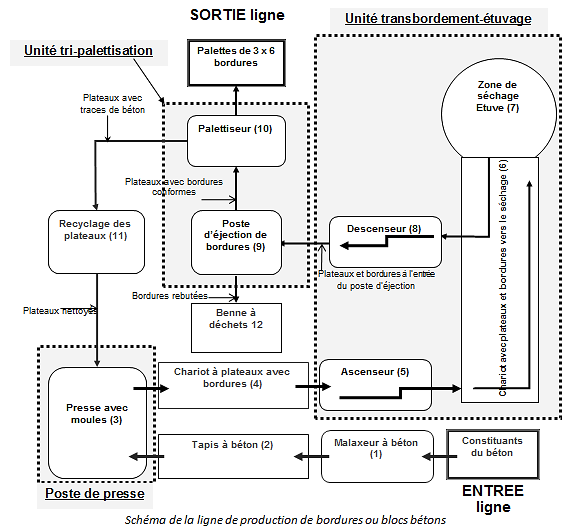 SORTIE ligne
Unité transbordement-étuvage
Unité tri-palettisation
Palettes de 3 x 6
bordures
Zone de
séchage
Etuve (7)
Plateaux avec
traces de béton
Palettiseur (10)
Plateaux avec bordures
conformes
Chariot avec plateaux et bordures vers le séchage (6)
Recyclage des
plateaux (11)
Poste
d'éjection de
bordures (9)
Descenseur (8)
Plateaux et bordures à l'entrée
du poste d'éjection
Bordures rebutées
Plateaux nettoyés
Benne à
déchets 12
Chariot à plateaux avec
bordures (4)
Ascenseur (5)
Presse avec
moules (3)
Tapis à béton (2)
Malaxeur à béton
(1)
Constituants
du béton
Poste de presse
ENTREE
ligne
Schéma de la ligne de production de bordures ou blocs bétons